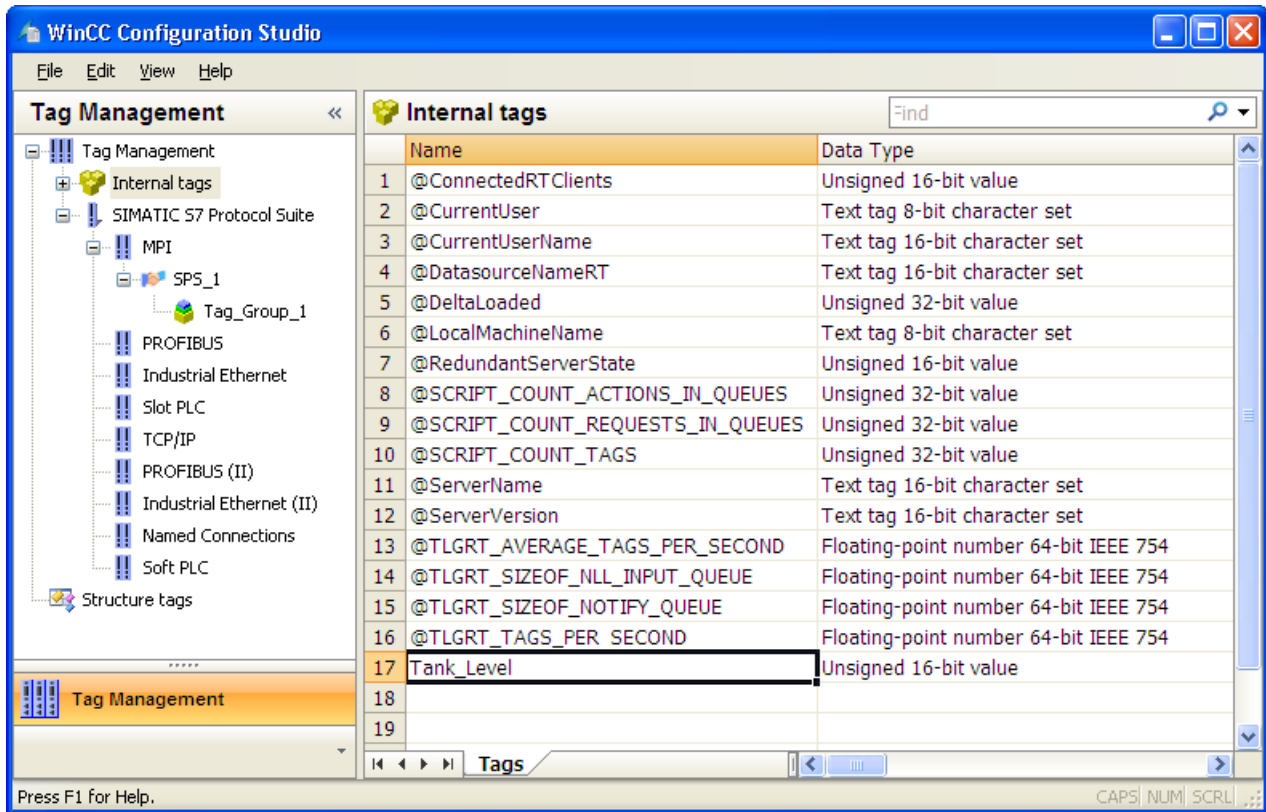 WinCC Configuration Studio
File Edit View Help
Tag Management «
Tag Management
Internal tags
SIMATIC S7 Protocol Suite
MPI
SPS_1
Tag_Group_1
PROFIBUS
Industrial Ethernet
Slot PLC
TCP/IP
PROFIBUS (II)
Industrial Ethernet (II)
Named Connections
Soft PLC
Structure tags
Tag Management
Internal tags Find
Name Data Type
1 @ConnectedRTClients Unsigned 16-bit value
2 @CurrentUser Text tag 8-bit character set
3 @CurrentUserName Text tag 16-bit character set
4 @DatasourceNameRT Text tag 16-bit character set
5 @DeltaLoaded Unsigned 32-bit value
6 @LocalMachineName Text tag 8-bit character set
7 @RedundantServerState Unsigned 16-bit value
8 @SCRIPT_COUNT_ACTIONS_IN_QUEUES Unsigned 32-bit value
9 @SCRIPT_COUNT_REQUESTS_IN_QUEUES Unsigned 32-bit value
10 @SCRIPT_COUNT_TAGS Unsigned 32-bit value
11 @ServerName Text tag 16-bit character set
12 @ServerVersion Text tag 16-bit character set
13 @TLGRT_AVERAGE_TAGS_PER_SECOND Floating-point number 64-bit IEEE 754
14 @TLGRT_SIZEOF_NLL_INPUT_QUEUE Floating-point number 64-bit IEEE 754
15 @TLGRT_SIZEOF_NOTIFY_QUEUE Floating-point number 64-bit IEEE 754
16 @TLGRT_TAGS_PER_SECOND Floating-point number 64-bit IEEE 754
17 Tank_Level Unsigned 16-bit value
18
19
Tags
Press F1 for Help. CAPS NUM SCRL